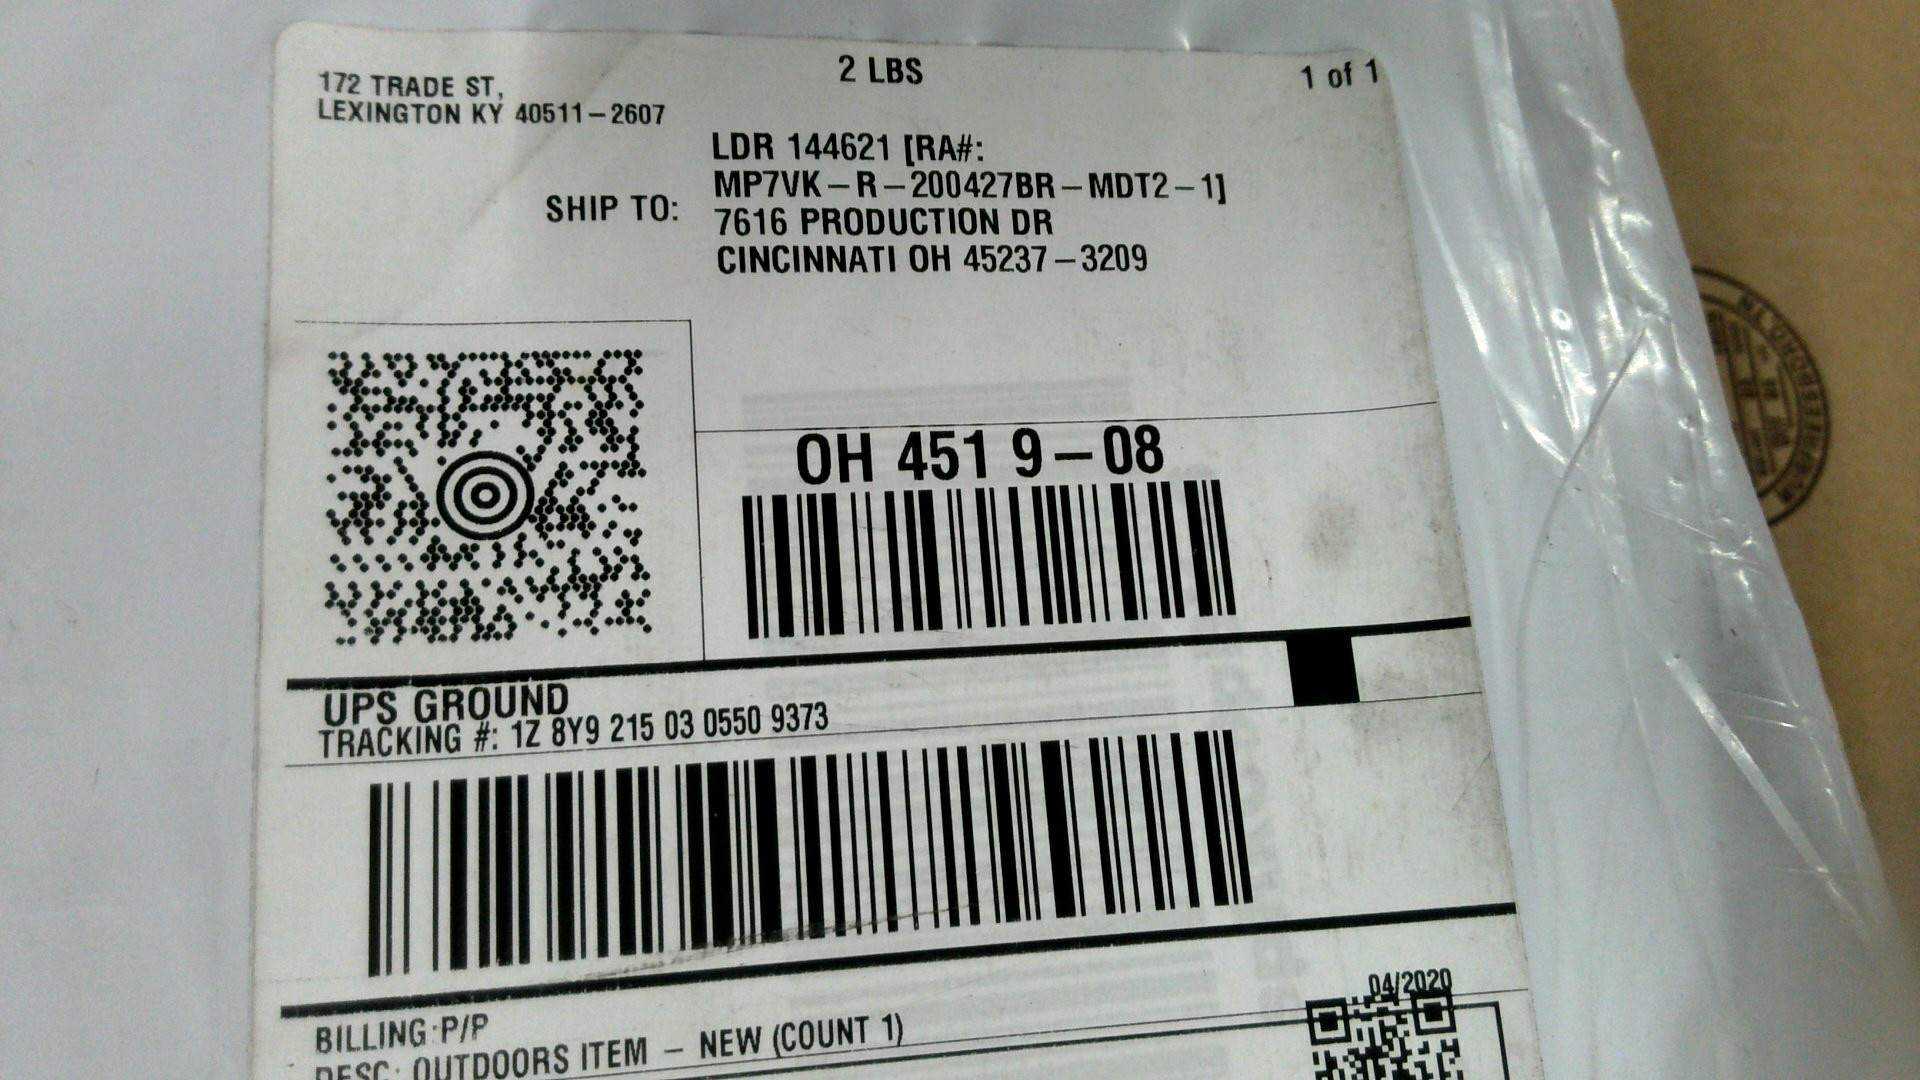 172 TRADE ST,
LEXINGTON KY 40511-2607
2 LBS
1 of 1
SHIP TO:
LDR 144621 [RA#:
MP7VK-R-200427BR-MDT2-1]
7616 PRODUCTION DR
CINCINNATI OH 45237-3209
OH 451 9-08
UPS GROUND
TRACKING #: 1Z 8Y9 215 03 0550 9373
BILLING:P/P
DESC: OUTDOORS ITEM - NEW (COUNT 1)
04/2020